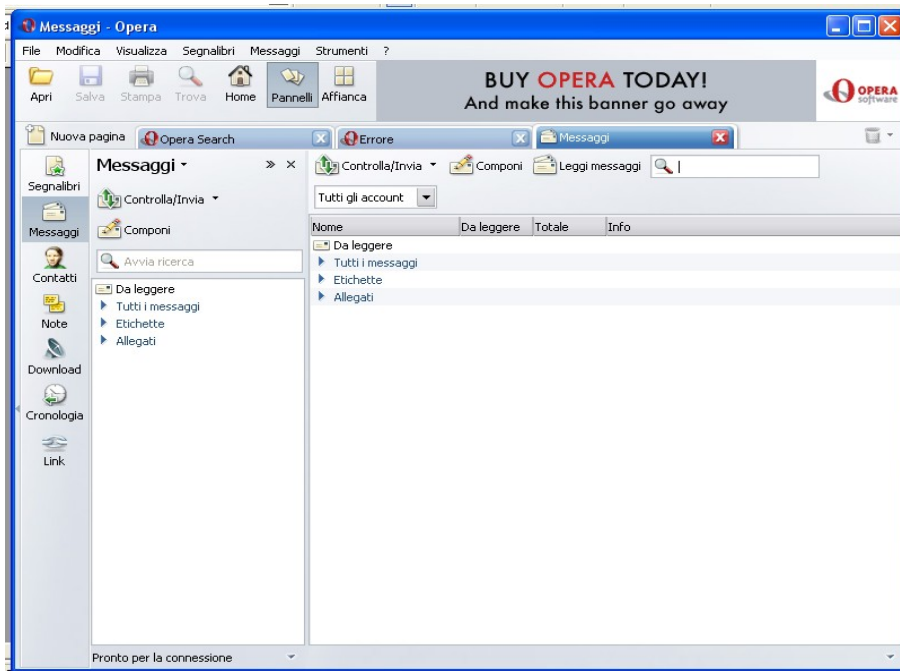 Messaggi - Opera
File Modifica Visualizza Segnalibri Messaggi Strumenti ?
Apri Salva Stampa Trova Home Pannelli Affianca
BUY OPERA TODAY!
And make this banner go away
OPERA
software
Nuova pagina Opera Search Errore Messaggi
Segnalibri
Messaggi
Contatti
Note
Download
Cronologia
Link
Messaggi
Controlla/Invia
Componi
Avvia ricerca
Da leggere
Tutti i messaggi
Etichette
Allegati
Controlla/Invia Componi Leggi messaggi
Tutti gli account
Nome Da leggere Totale Info
Da leggere
Tutti i messaggi
Etichette
Allegati
Pronto per la connessione